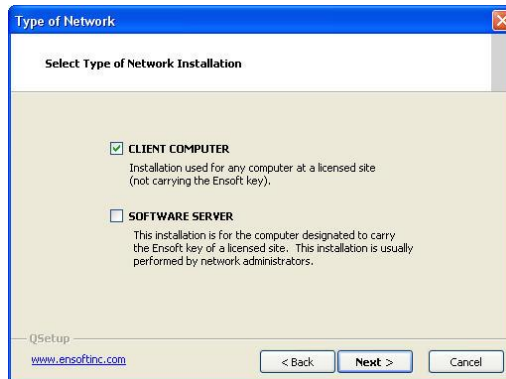 Type of Network
Select Type of Network Installation
CLIENT COMPUTER
Installation used for any computer at a licensed site
(not carrying the Ensoft key).
SOFTWARE SERVER
This installation is for the computer designated to carry
the Ensoft key of a licensed site. This installation is usually
performed by network administrators.
QSetup
www.ensoftinc.com
< Back
Next >
Cancel